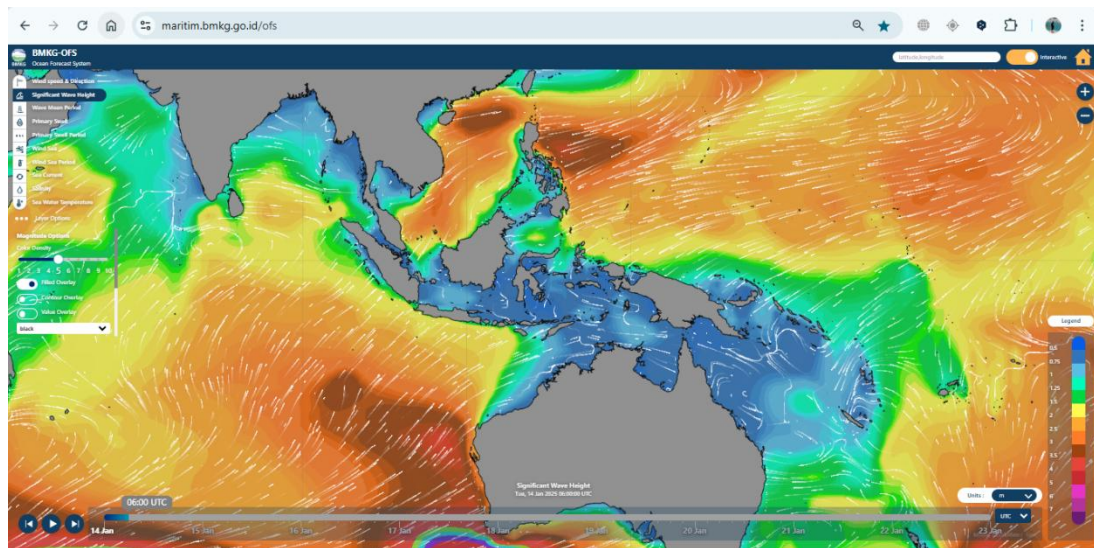 maritim.bmkg.go.id/ofs
BMKG-OFS
Ocean Forecast System
BMKG
latitude,longitude
Interactive
Wind speed & Direction
Significant Wave Height
Wave Mean Period
Primary Swell
Primary Swell Period
Wind Sea
Wind Sea Period
Sea Current
Salinity
Sea Water Temperature
Layer Options
Magnitude Options
Color Density
1 2 3 4 5 6 7 8 9 10
Filled Overlay
Contour Overlay
Value Overlay
black
Legend
0.5
0.75
1
1.25
1.5
2
2.5
3
3.5
4
5
6
7
Significant Wave Height
Tue, 14 Jan 2025 06:00:00 UTC
Units :
m
06:00 UTC
14 Jan
15 Jan
16 Jan
17 Jan
18 Jan
19 Jan
20 Jan
21 Jan
22 Jan
23 Jan
UTC